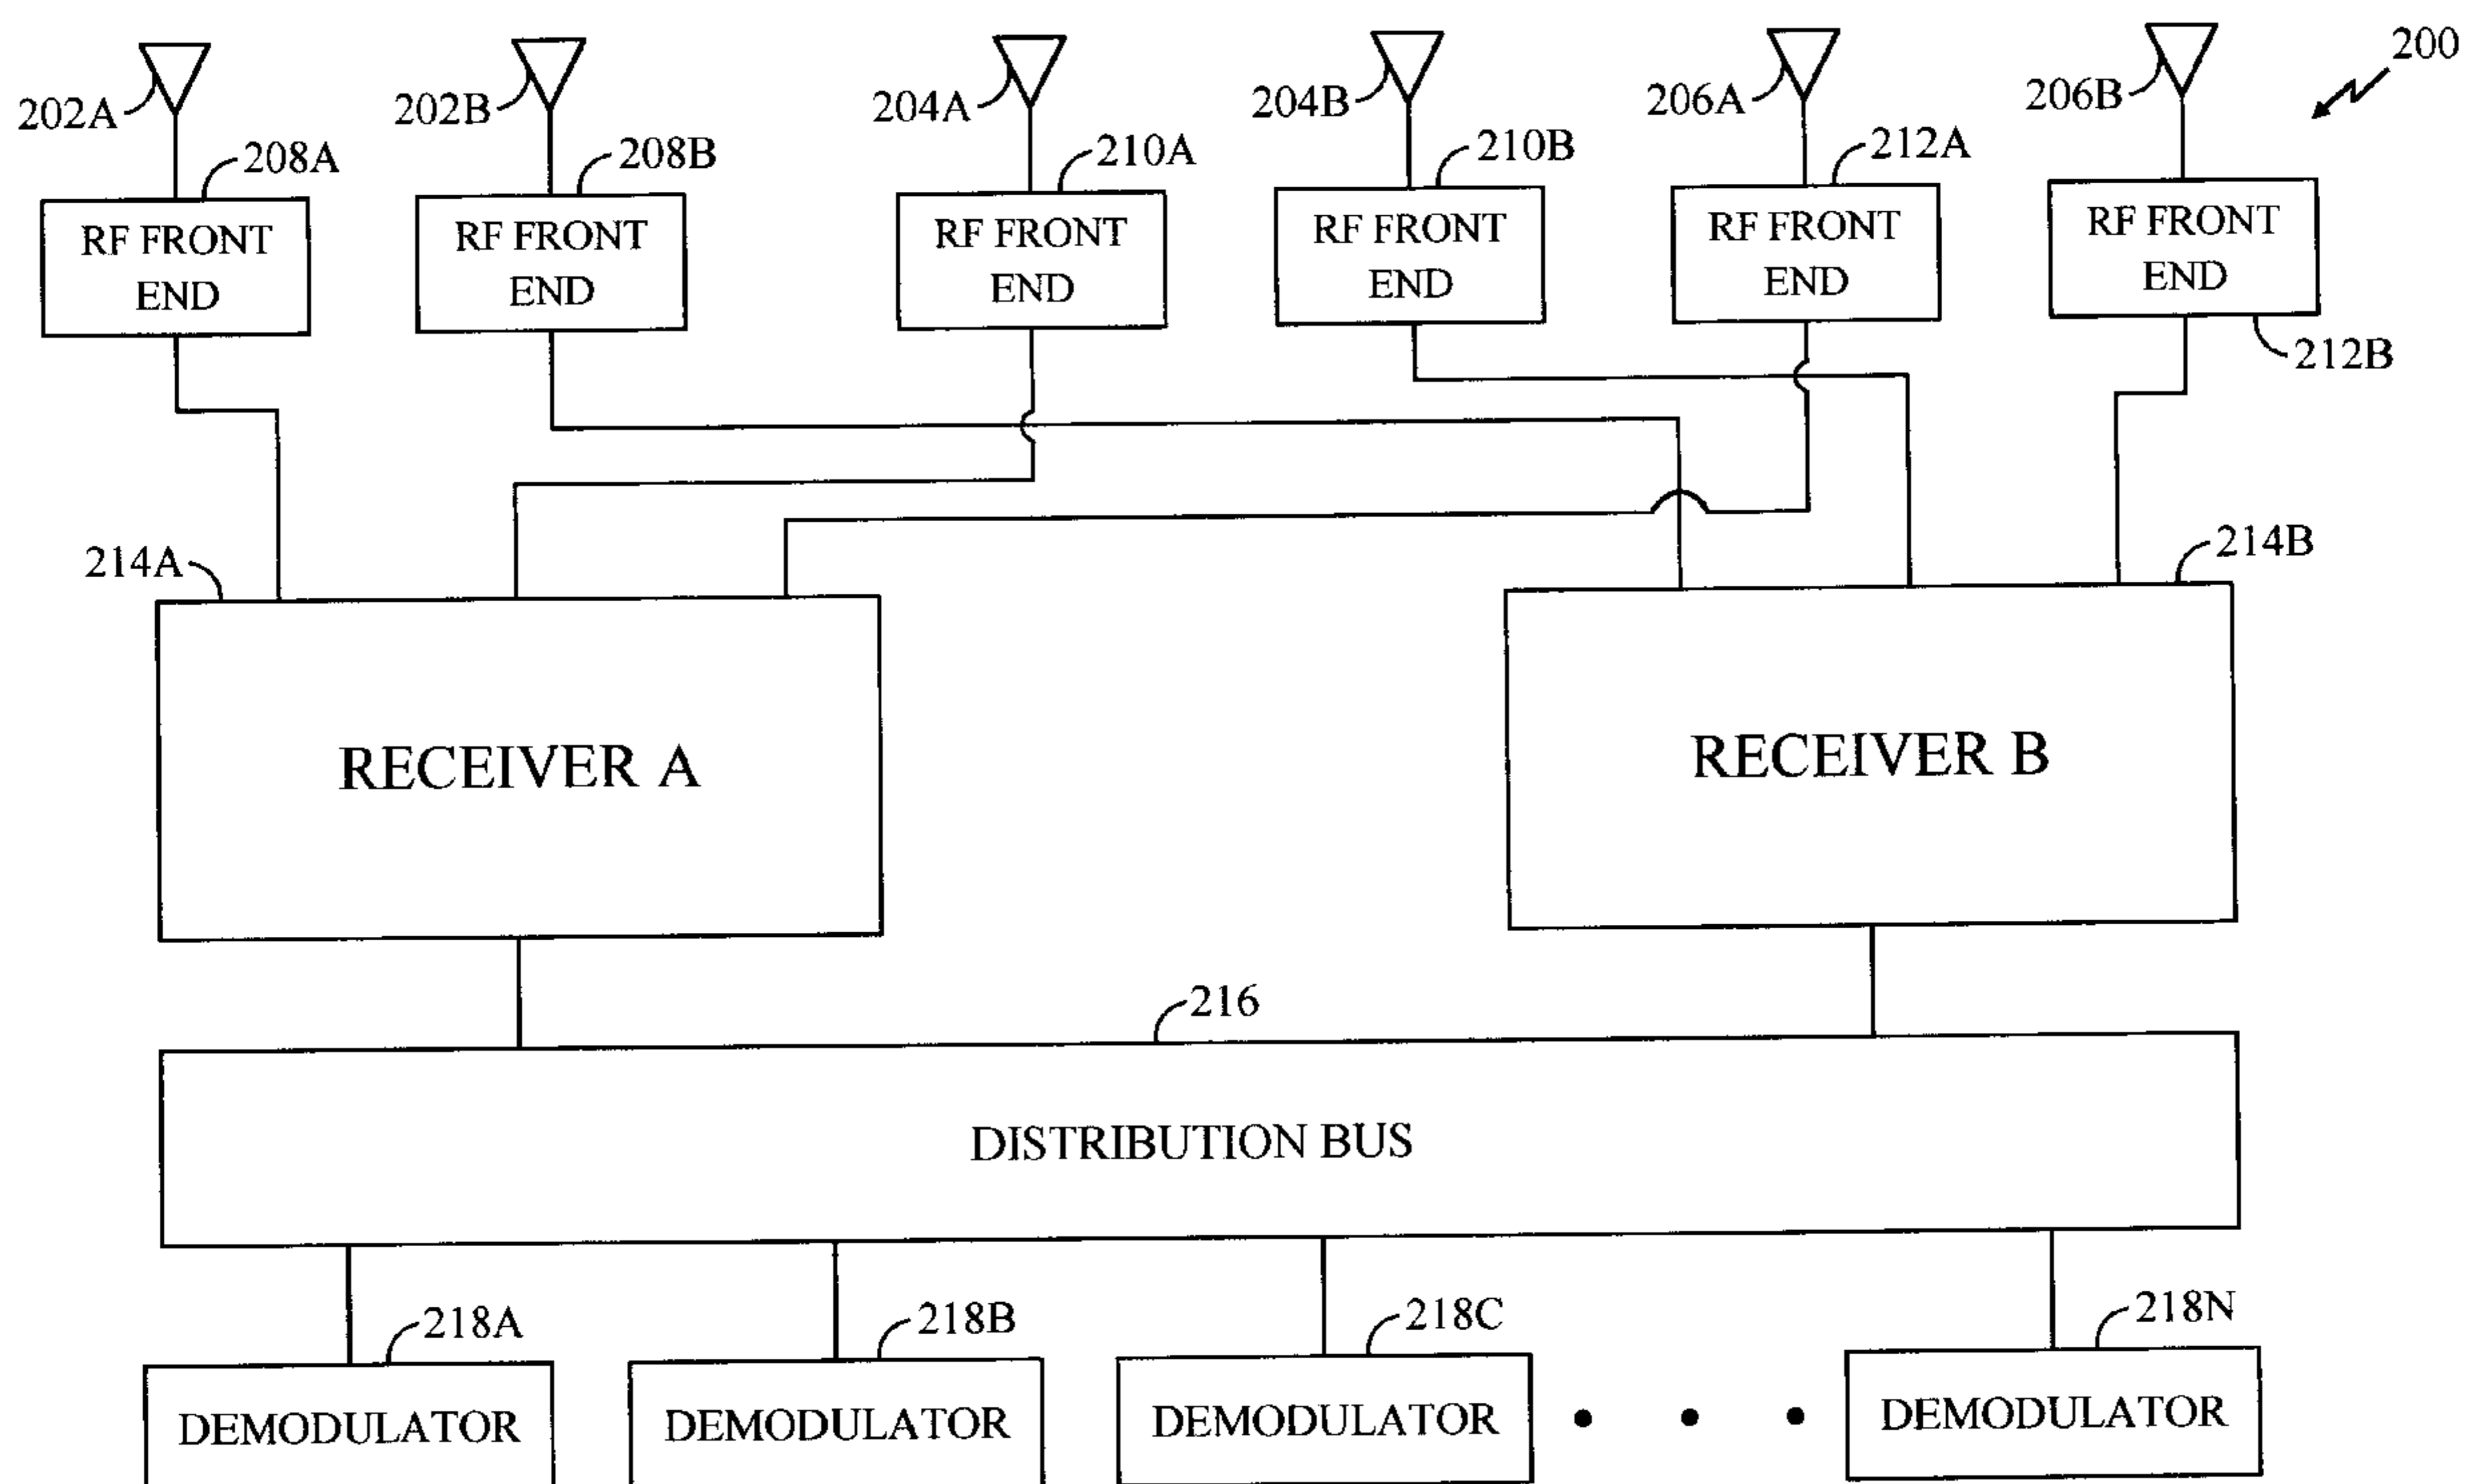 200
202A
202B
204A
204B
206A
206B
208A
208B
210A
210B
212A
212B
RF FRONT
END
RF FRONT
END
RF FRONT
END
RF FRONT
END
RF FRONT
END
RF FRONT
END
214A
214B
RECEIVER A
RECEIVER B
216
DISTRIBUTION BUS
218A
218B
218C
218N
DEMODULATOR
DEMODULATOR
DEMODULATOR
• • •
DEMODULATOR